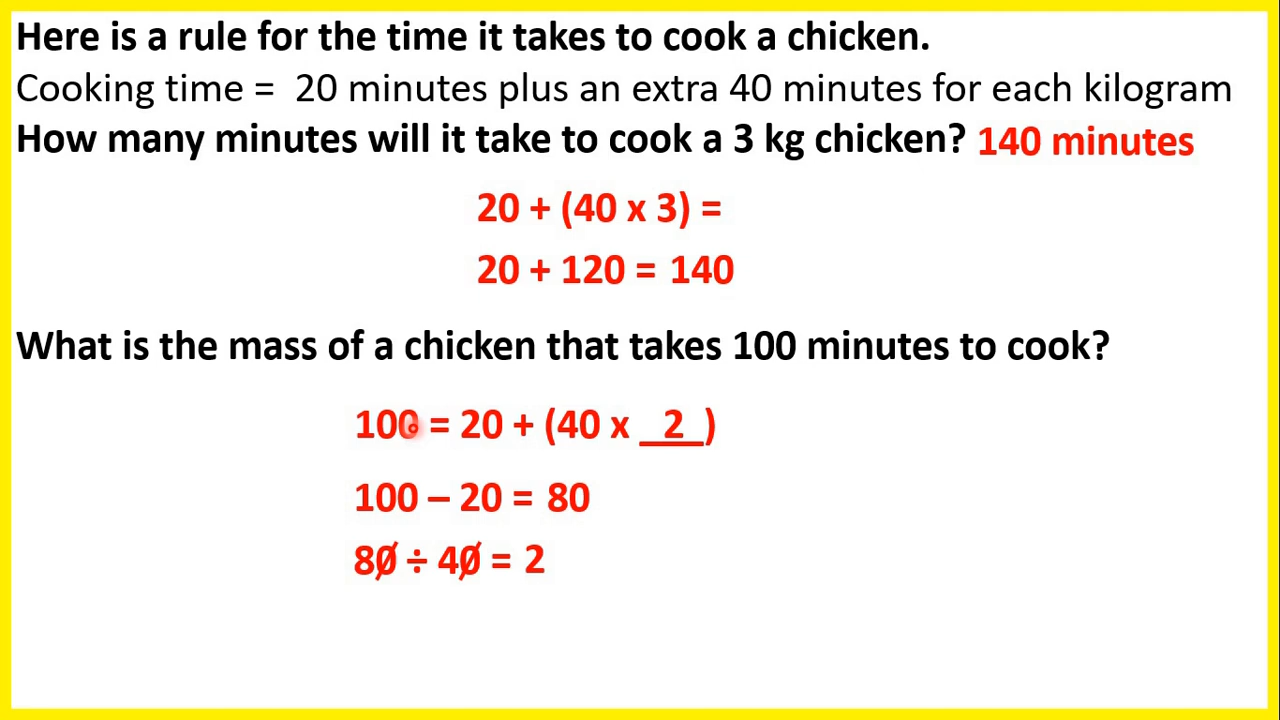 Here is a rule for the time it takes to cook a chicken.
Cooking time = 20 minutes plus an extra 40 minutes for each kilogram
How many minutes will it take to cook a 3 kg chicken? 140 minutes
20 + (40 x 3) =
20 + 120 = 140
What is the mass of a chicken that takes 100 minutes to cook?
100 = 20 + (40 x __2__)
100 – 20 = 80
80 ÷ 40 = 2